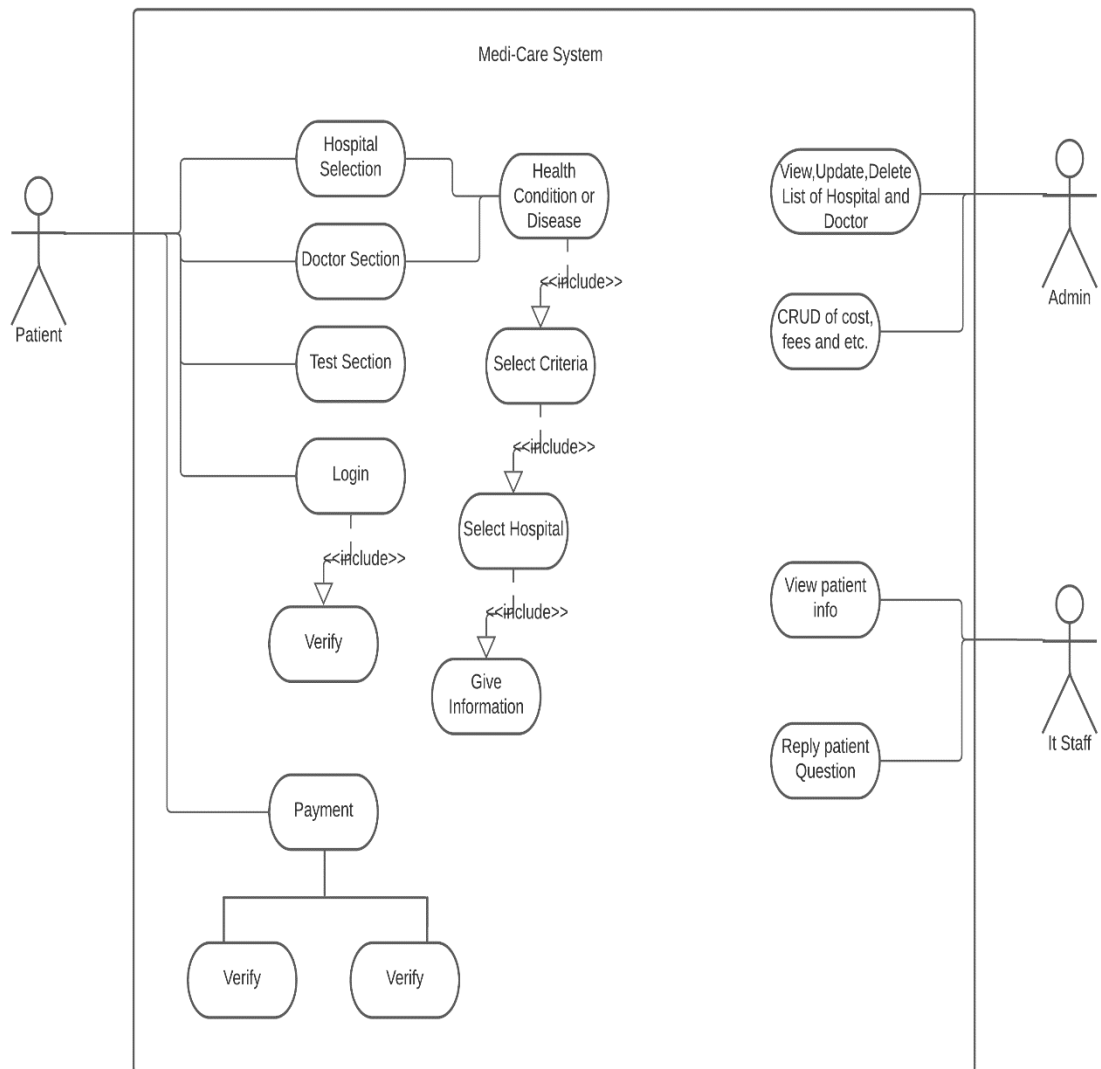 Medi-Care System
Hospital
Selection
Health
Condition or
Disease
View,Update,Delete
List of Hospital and
Doctor
Doctor Section
<<include>>
Patient
Admin
CRUD of cost,
fees and etc.
Test Section
Select Criteria
<<include>>
Login
Select Hospital
<<include>>
View patient
info
<<include>>
Verify
Give
Information
It Staff
Reply patient
Question
Payment
Verify
Verify